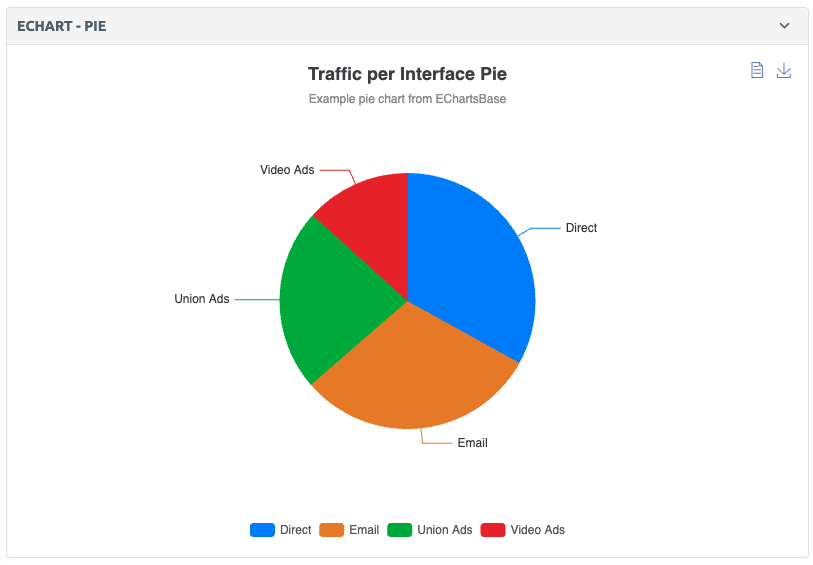 ECHART - PIE
Traffic per Interface Pie
Example pie chart from EChartsBase
Video Ads
Direct
Union Ads
Email
Direct Email Union Ads Video Ads